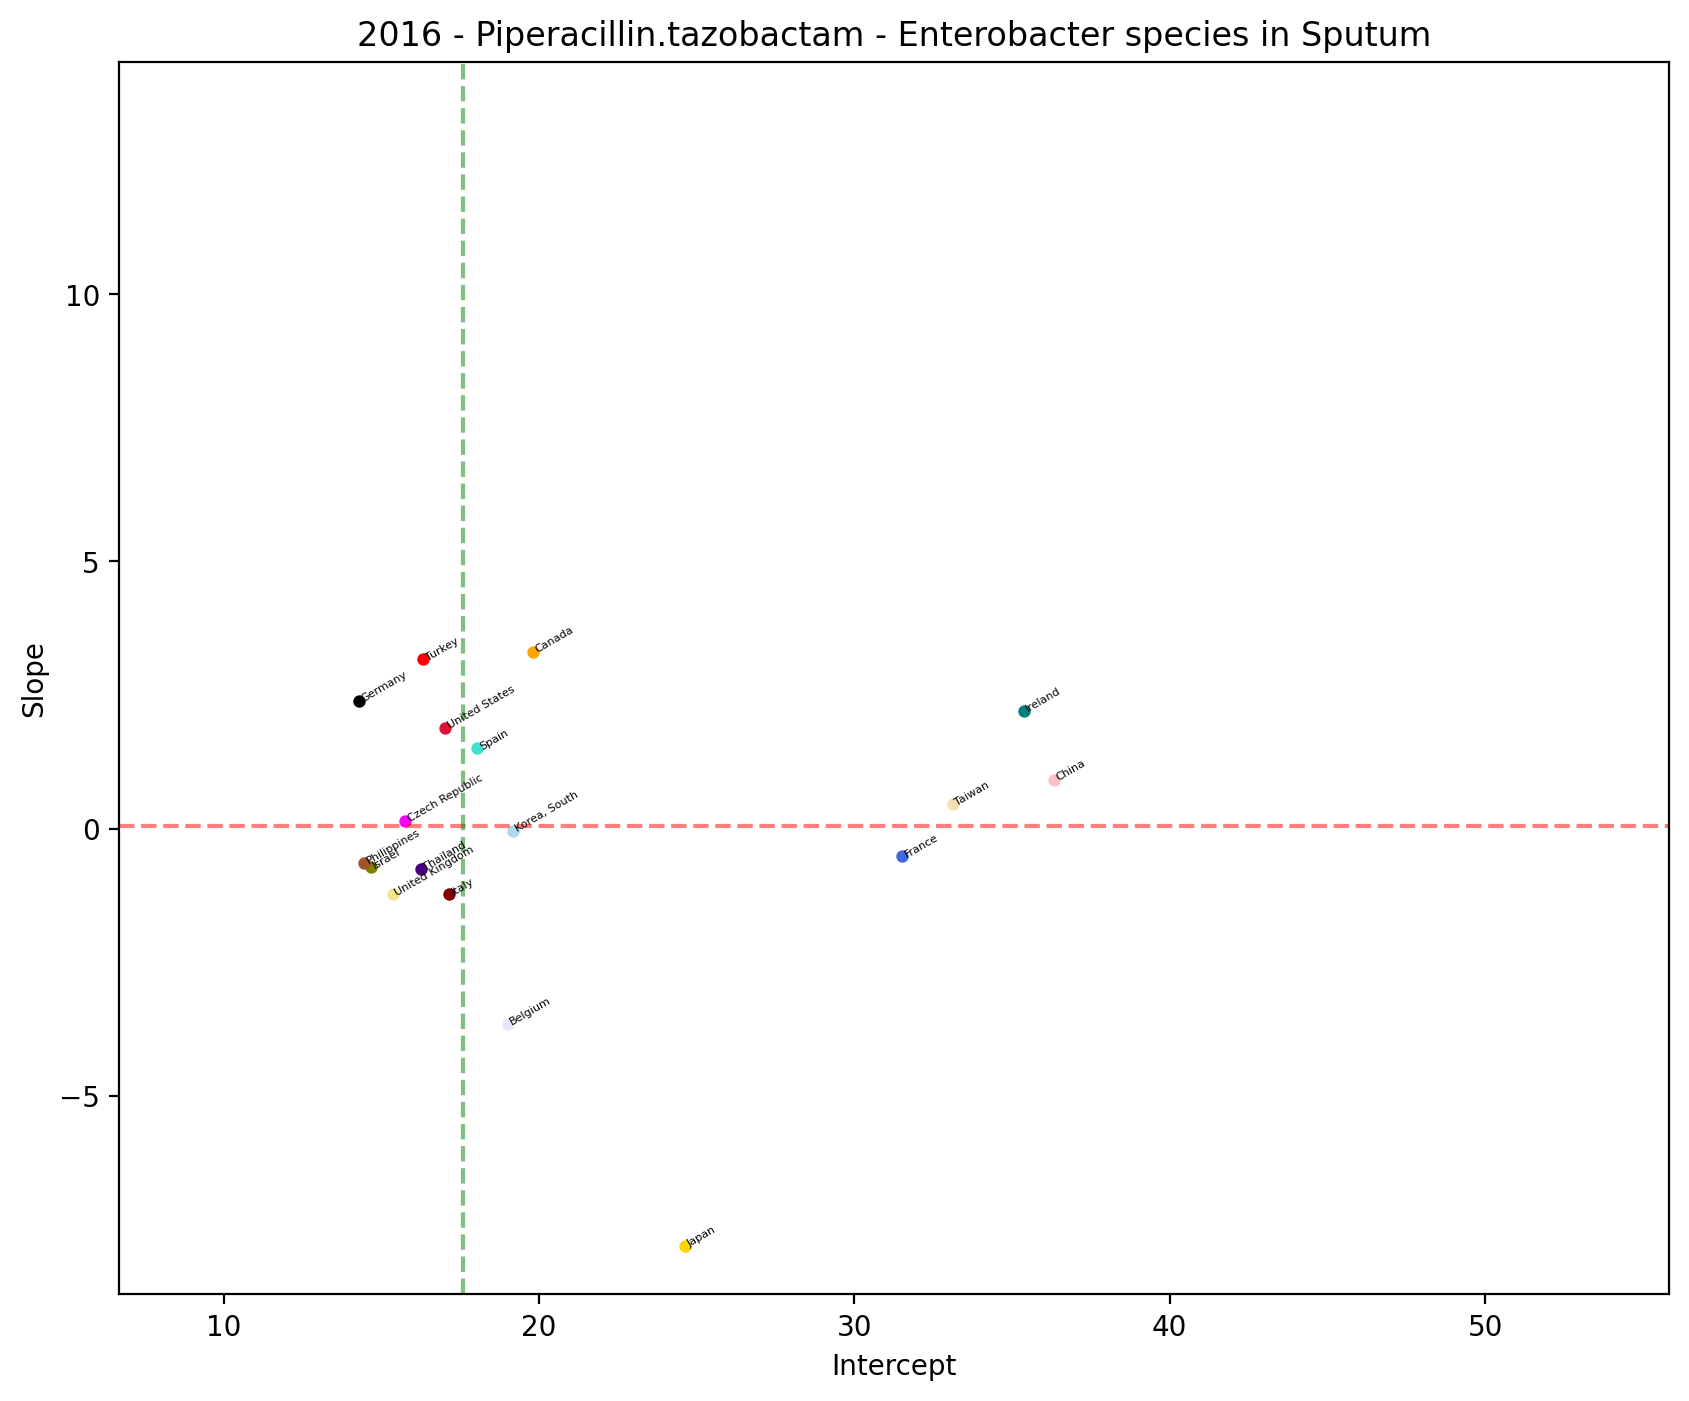 2016 - Piperacillin.tazobactam - Enterobacter species in Sputum
10
5
0
−5
Slope
Canada
Turkey
Germany
United States
Ireland
Spain
China
Czech Republic
Taiwan
Korea, South
Philippines
Israel
Thailand
United Kingdom
Italy
France
Belgium
Japan
10
20
30
40
50
Intercept